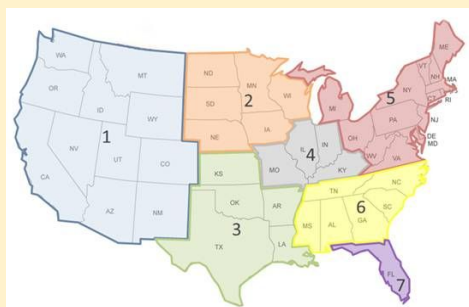 WA
OR
CA
NV
ID
MT
WY
UT
CO
AZ
NM
1
ND
SD
NE
MN
IA
WI
2
KS
OK
TX
AR
LA
3
MO
IL
IN
KY
4
MI
OH
WV
VA
PA
NY
VT
NH
ME
MA
RI
CT
NJ
DE
MD
5
TN
NC
SC
MS
AL
GA
6
FL
7